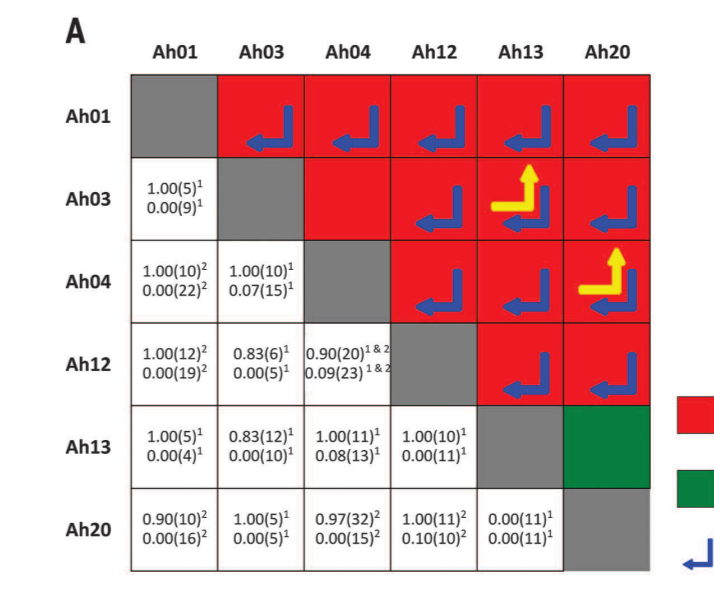 A
Ah01 Ah03 Ah04 Ah12 Ah13 Ah20
Ah01
Ah03
1.00(5)¹
0.00(9)¹
Ah04
1.00(10)² 1.00(10)¹
0.00(22)² 0.07(15)¹
Ah12
1.00(12)² 0.83(6)¹ 0.90(20)¹ & ²
0.00(19)² 0.00(5)¹ 0.09(23)¹ & ²
Ah13
1.00(5)¹ 0.83(12)¹ 1.00(11)¹ 1.00(10)¹
0.00(4)¹ 0.00(10)¹ 0.08(13)¹ 0.00(11)¹
Ah20
0.90(10)² 1.00(5)¹ 0.97(32)² 1.00(11)² 0.00(11)¹
0.00(16)² 0.00(5)¹ 0.00(15)² 0.10(10)² 0.00(11)¹